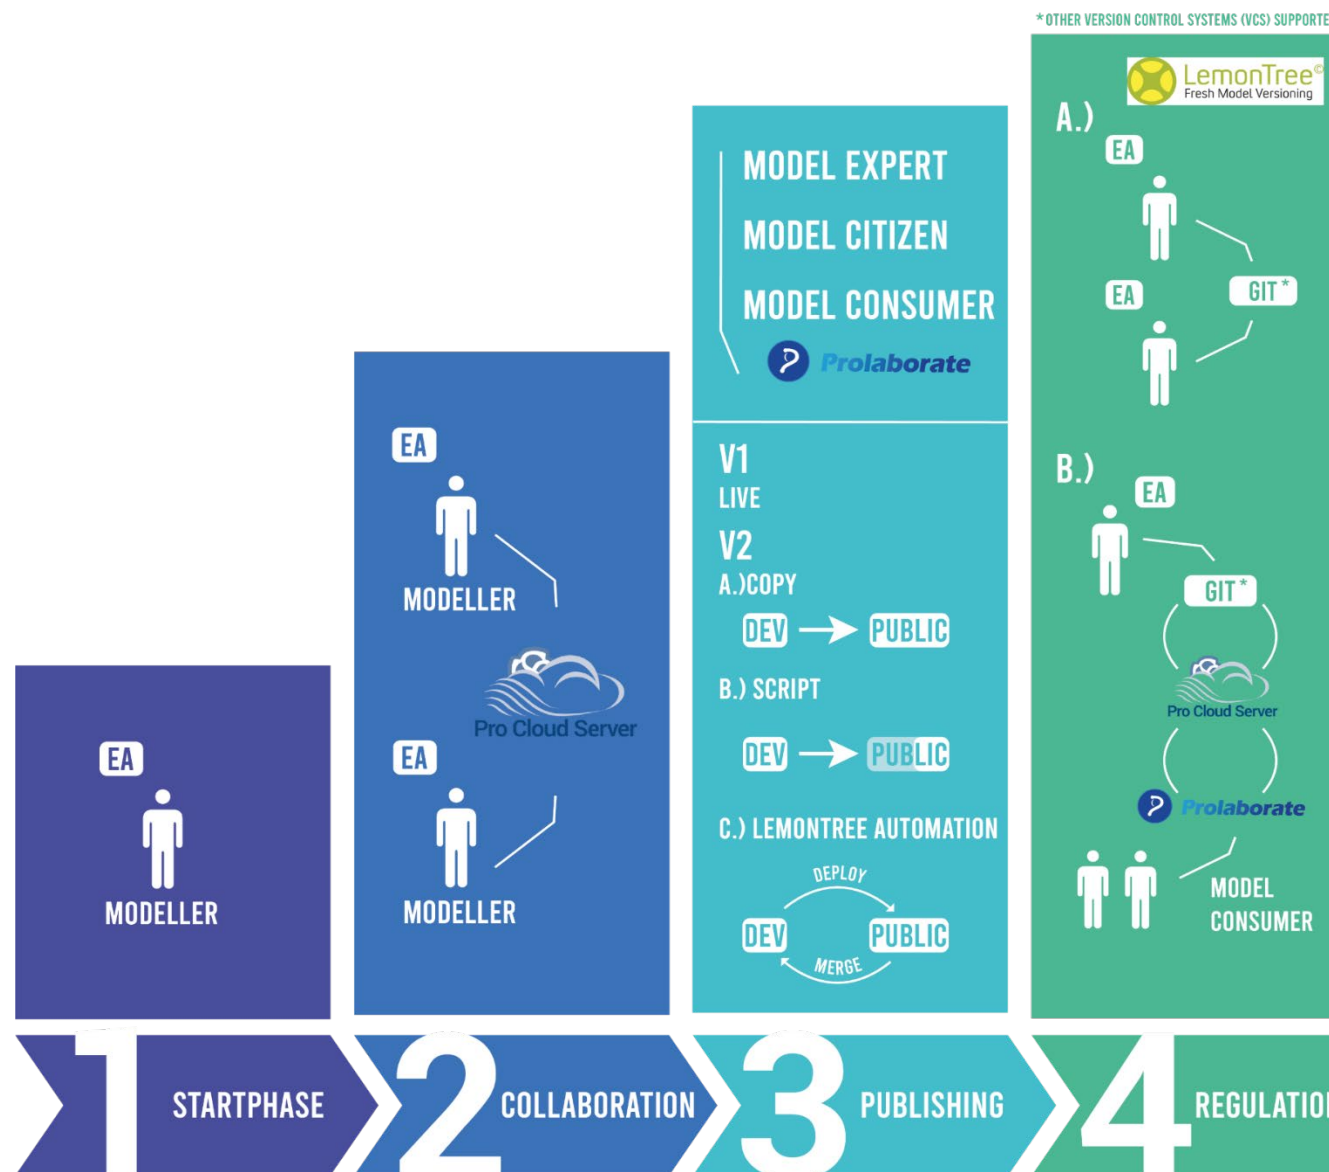 *OTHER VERSION CONTROL SYSTEMS (VCS) SUPPORTE
LemonTree©
Fresh Model Versioning
A.)
EA
EA
GIT*
B.)
EA
GIT*
Pro Cloud Server
Prolaborate
MODEL
CONSUMER
MODEL EXPERT
MODEL CITIZEN
MODEL CONSUMER
Prolaborate
V1
LIVE
V2
A.)COPY
DEV PUBLIC
B.) SCRIPT
DEV PUBLIC
C.) LEMONTREE AUTOMATION
DEPLOY
DEV PUBLIC
MERGE
EA
MODELLER
Pro Cloud Server
EA
MODELLER
EA
MODELLER
1 STARTPHASE
2 COLLABORATION
3 PUBLISHING
4 REGULATION